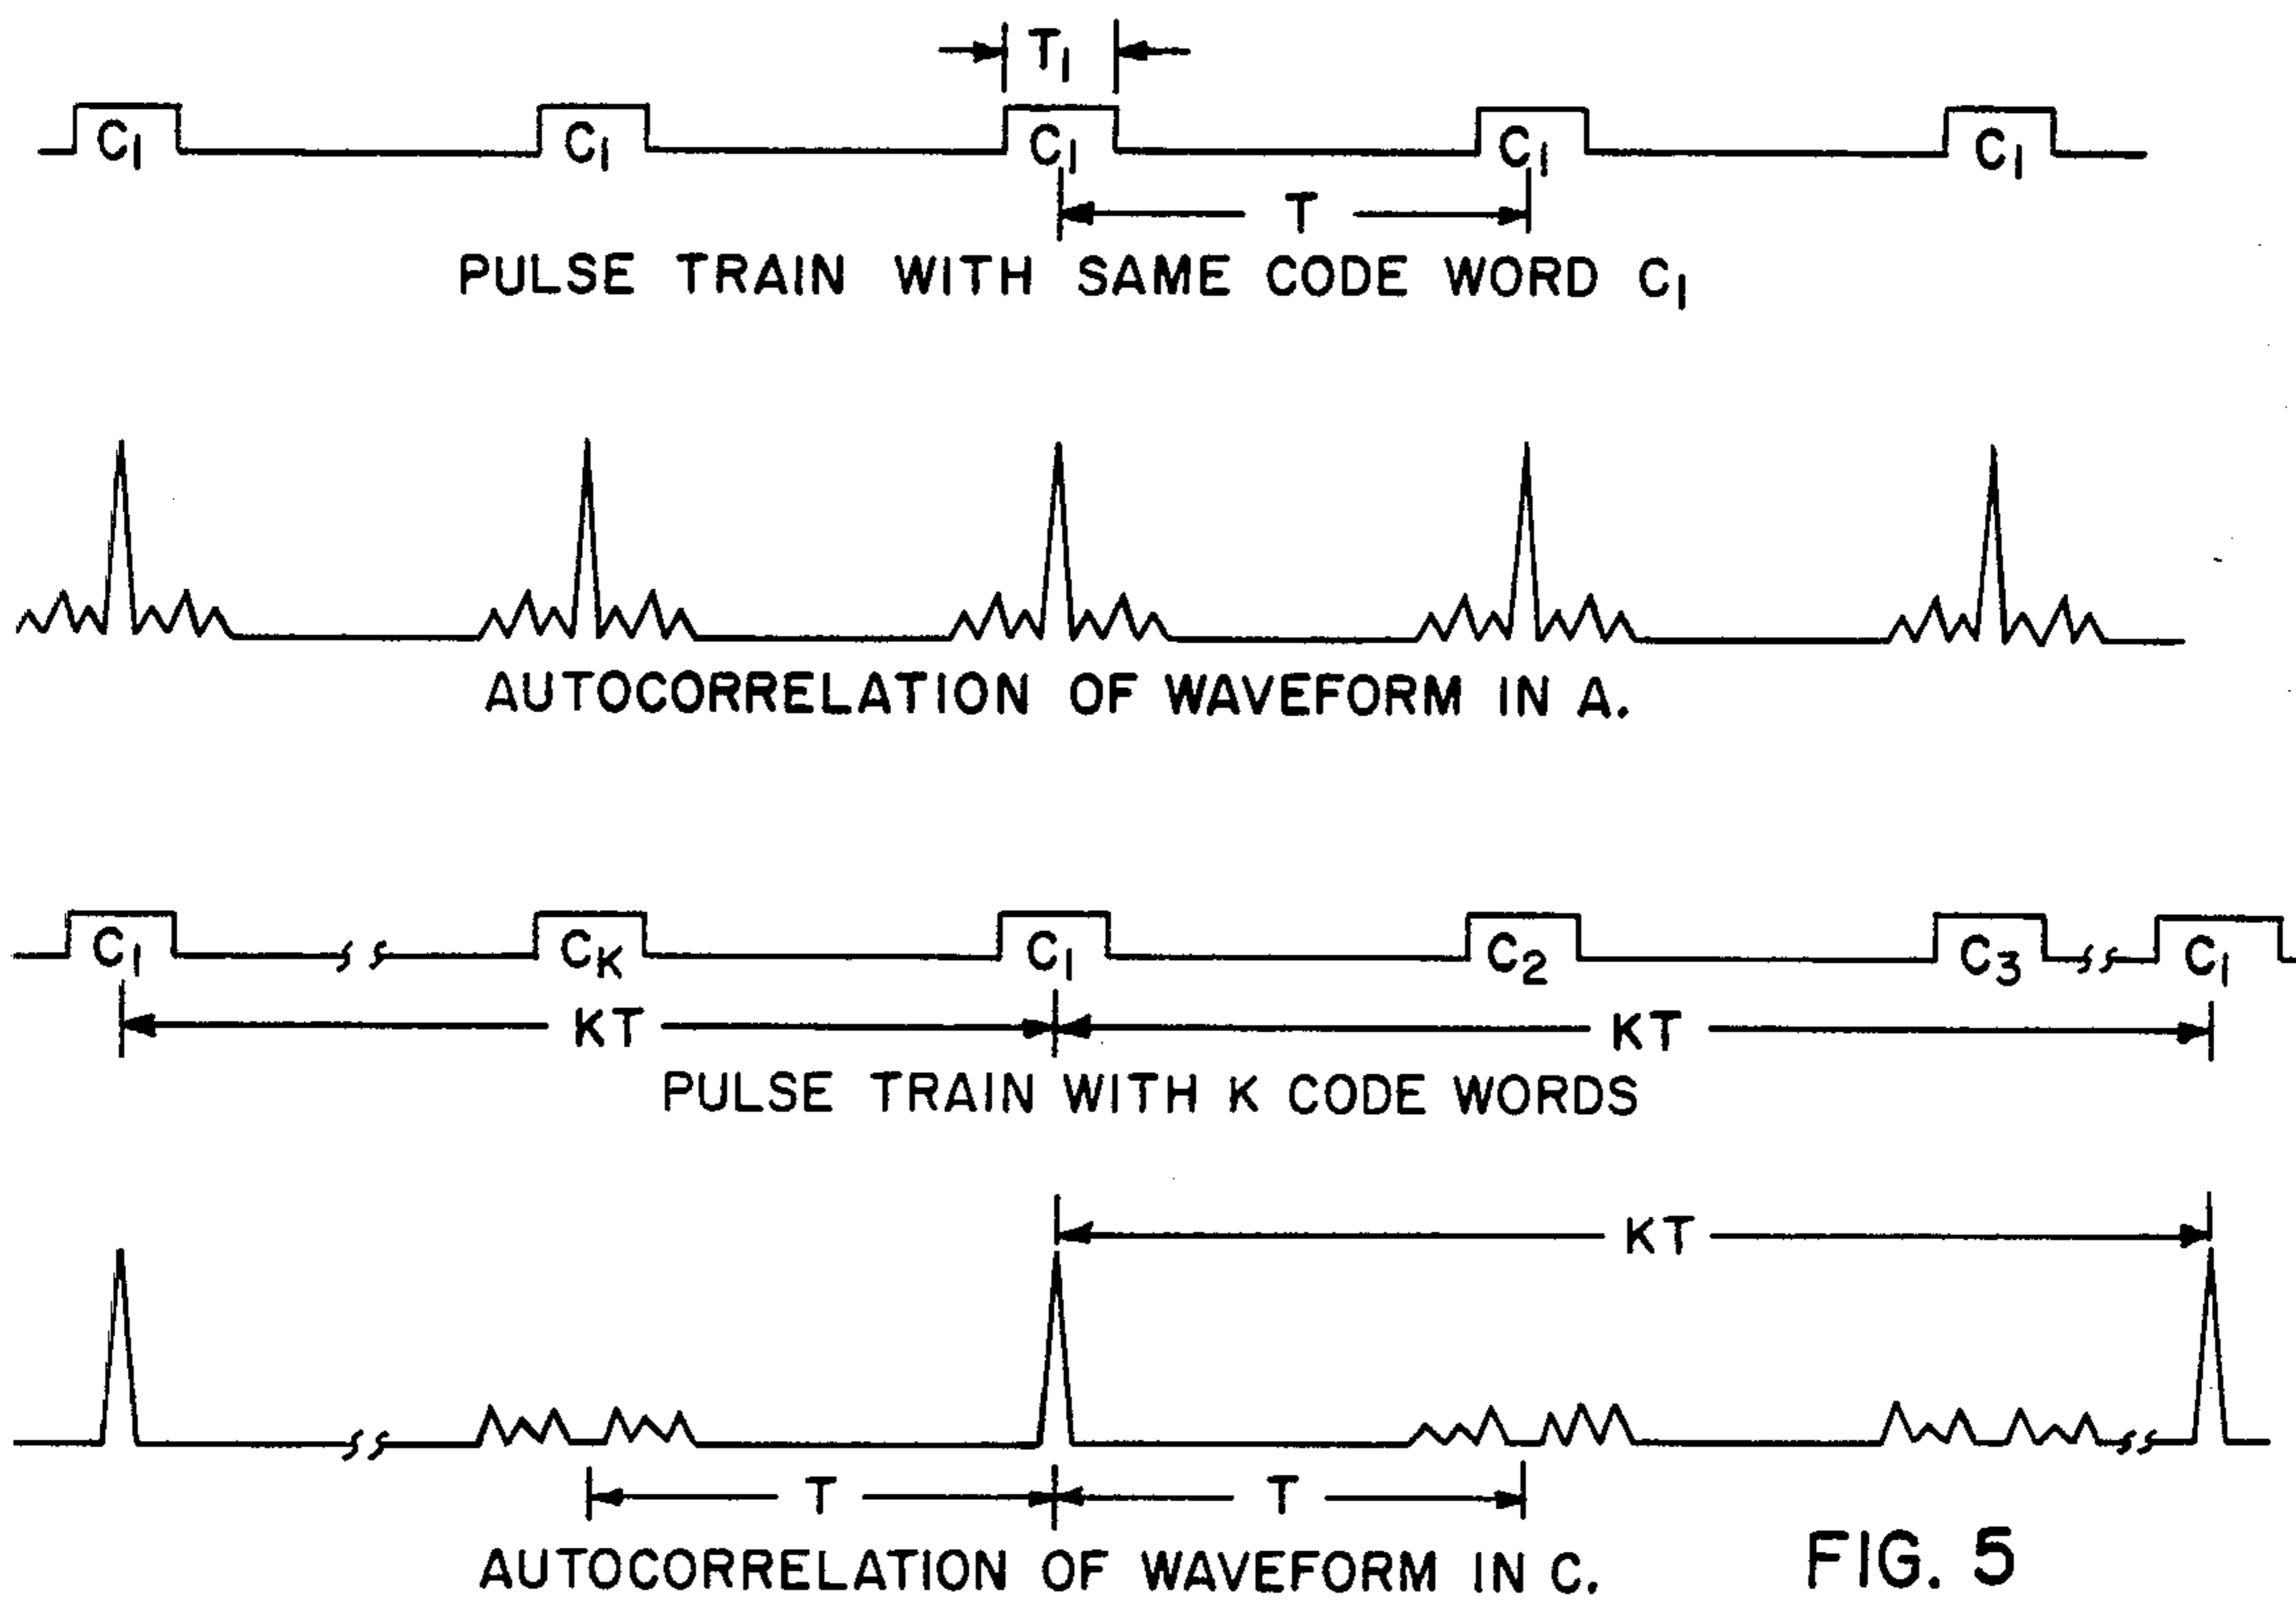 T1
C1 C1 C1 C1 C1
T
PULSE TRAIN WITH SAME CODE WORD C1
AUTOCORRELATION OF WAVEFORM IN A.
C1 CK C1 C2 C3 C1
KT KT
PULSE TRAIN WITH K CODE WORDS
KT
T T
AUTOCORRELATION OF WAVEFORM IN C.
FIG. 5